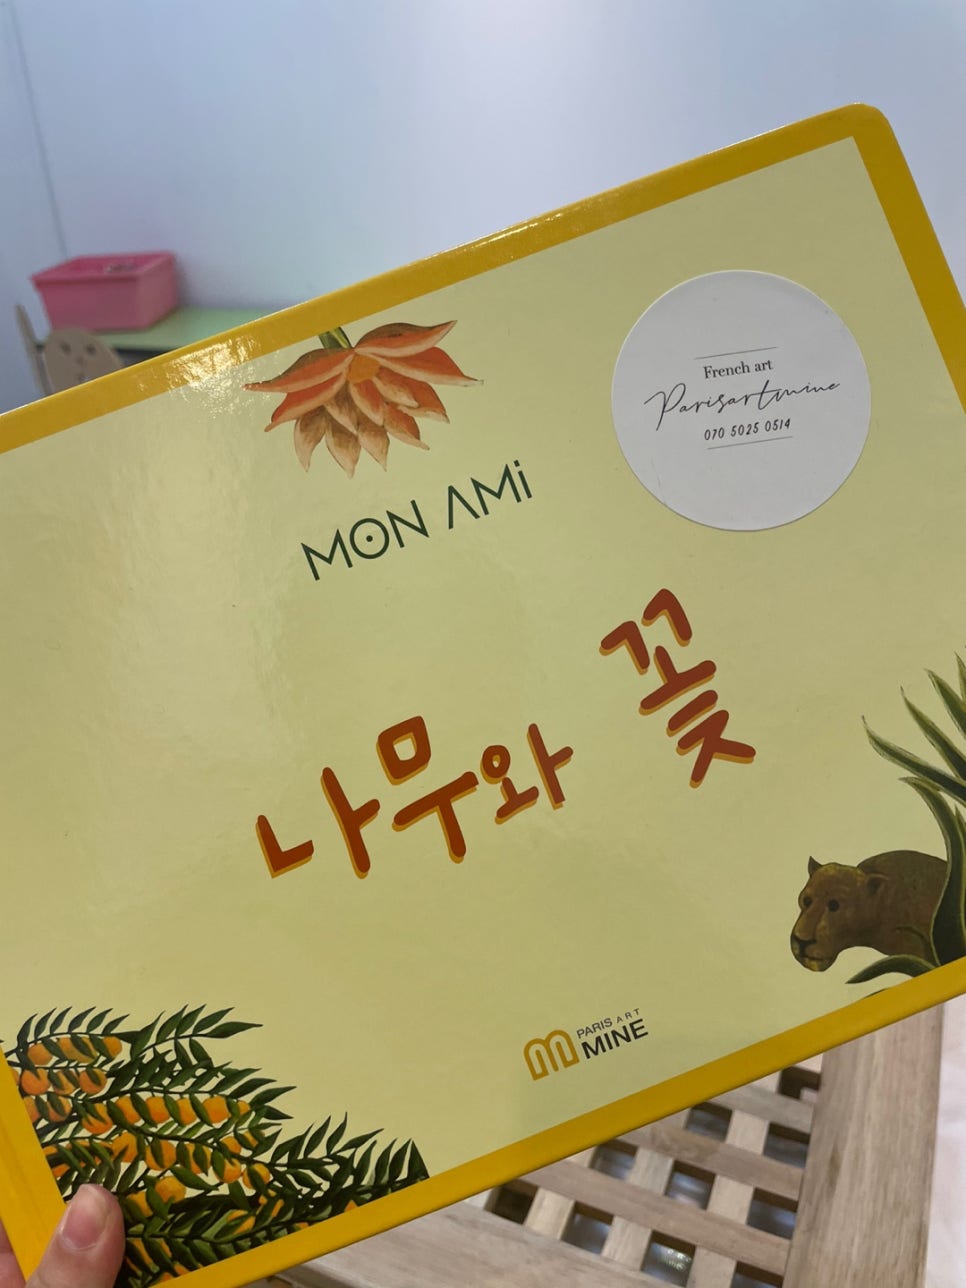 French art
Parisartmine
070 5025 0514
MON AMi
나무와 꽃
PARIS ART
MINE